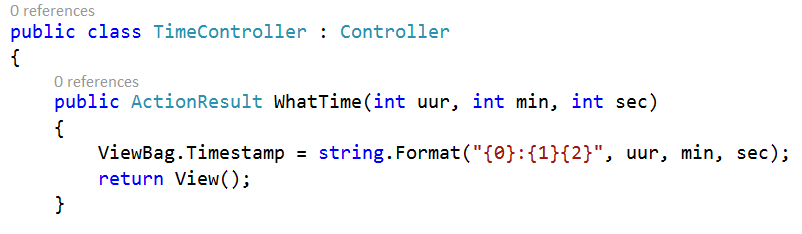 0 references
public class TimeController : Controller
{
0 references
public ActionResult WhatTime(int uur, int min, int sec)
{
ViewBag.Timestamp = string.Format("{0}:{1}{2}", uur, min, sec);
return View();
}